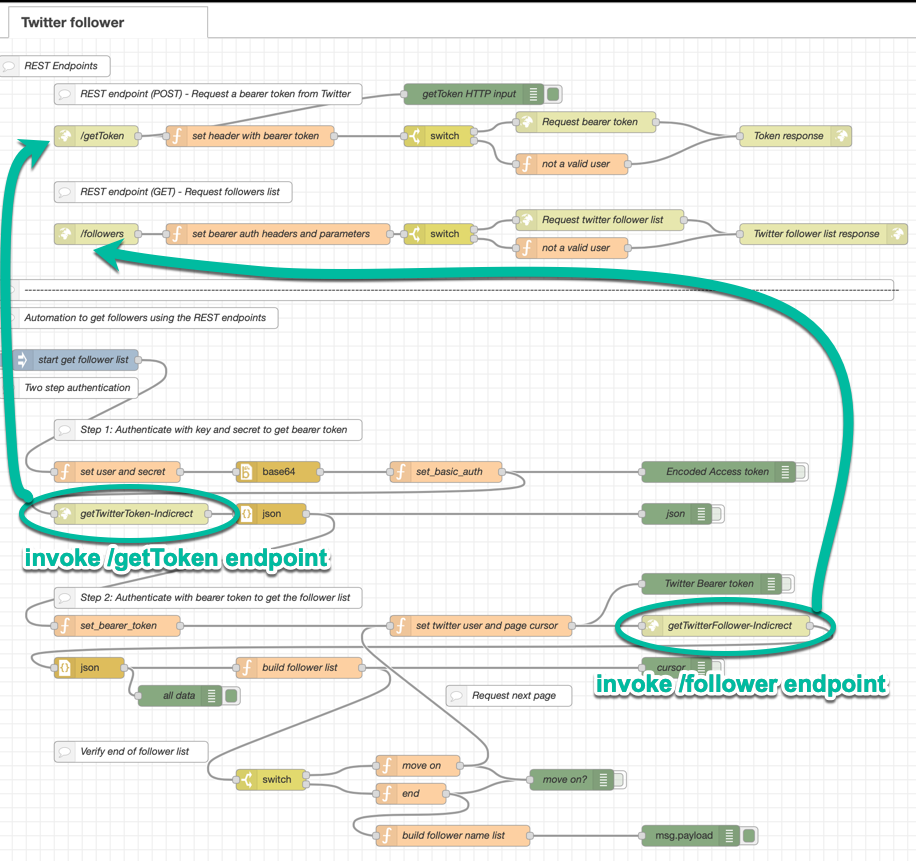 Twitter follower
REST Endpoints
REST endpoint (POST) - Request a bearer token from Twitter
getToken HTTP input
/getToken
set header with bearer token
switch
Request bearer token
not a valid user
Token response
REST endpoint (GET) - Request followers list
/followers
set bearer auth headers and parameters
switch
Request twitter follower list
not a valid user
Twitter follower list response
Automation to get followers using the REST endpoints
start get follower list
Two step authentication
Step 1: Authenticate with key and secret to get bearer token
set user and secret
base64
set_basic_auth
Encoded Access token
getTwitterToken-Indicrect
json
json
invoke /getToken endpoint
Twitter Bearer token
Step 2: Authenticate with bearer token to get the follower list
set_bearer_token
set twitter user and page cursor
getTwitterFollower-Indicrect
json
build follower list
cursor
invoke /follower endpoint
all data
Request next page
Verify end of follower list
switch
move on
end
move on?
build follower name list
msg.payload